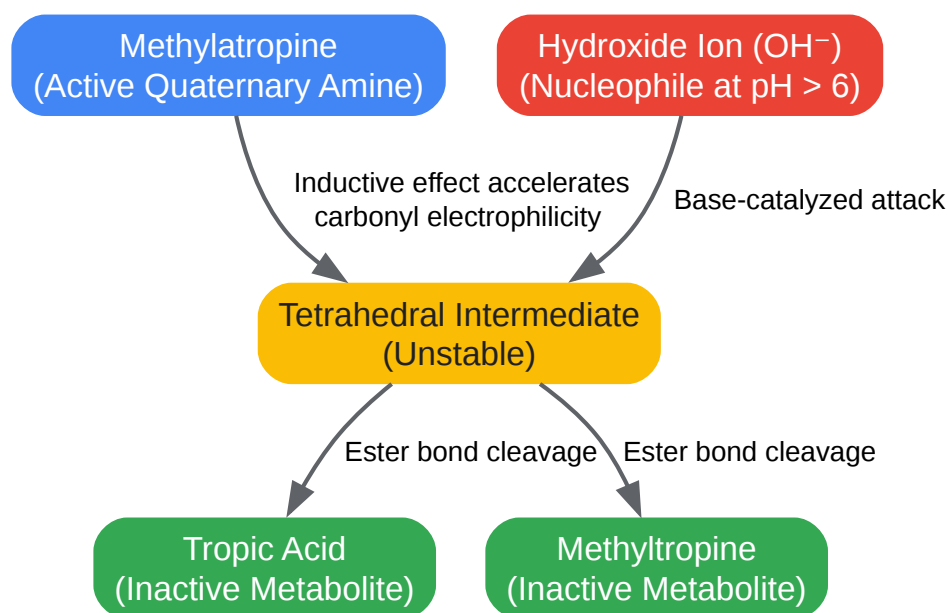 Methylatropine
(Active Quaternary Amine)
Hydroxide Ion (OH⁻)
(Nucleophile at pH > 6)
Inductive effect accelerates
carbonyl electrophilicity
Base-catalyzed attack
Tetrahedral Intermediate
(Unstable)
Ester bond cleavage
Ester bond cleavage
Tropic Acid
(Inactive Metabolite)
Methyltropine
(Inactive Metabolite)